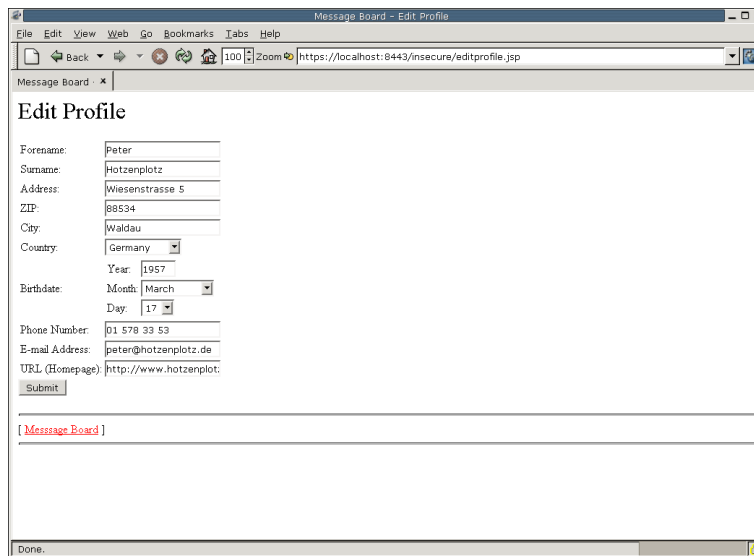 Message Board - Edit Profile
File Edit View Web Go Bookmarks Tabs Help
Back 100 Zoom https://localhost:8443/insecure/editprofile.jsp
Message Board ·
Edit Profile
Forename: Peter
Surname: Hotzenplotz
Address: Wiesenstrasse 5
ZIP: 88534
City: Waldau
Country: Germany
Year: 1957
Birthdate: Month: March
Day: 17
Phone Number: 01 578 33 53
E-mail Address: peter@hotzenplotz.de
URL (Homepage): http://www.hotzenplot
Submit
[ Messsage Board ]
Done.